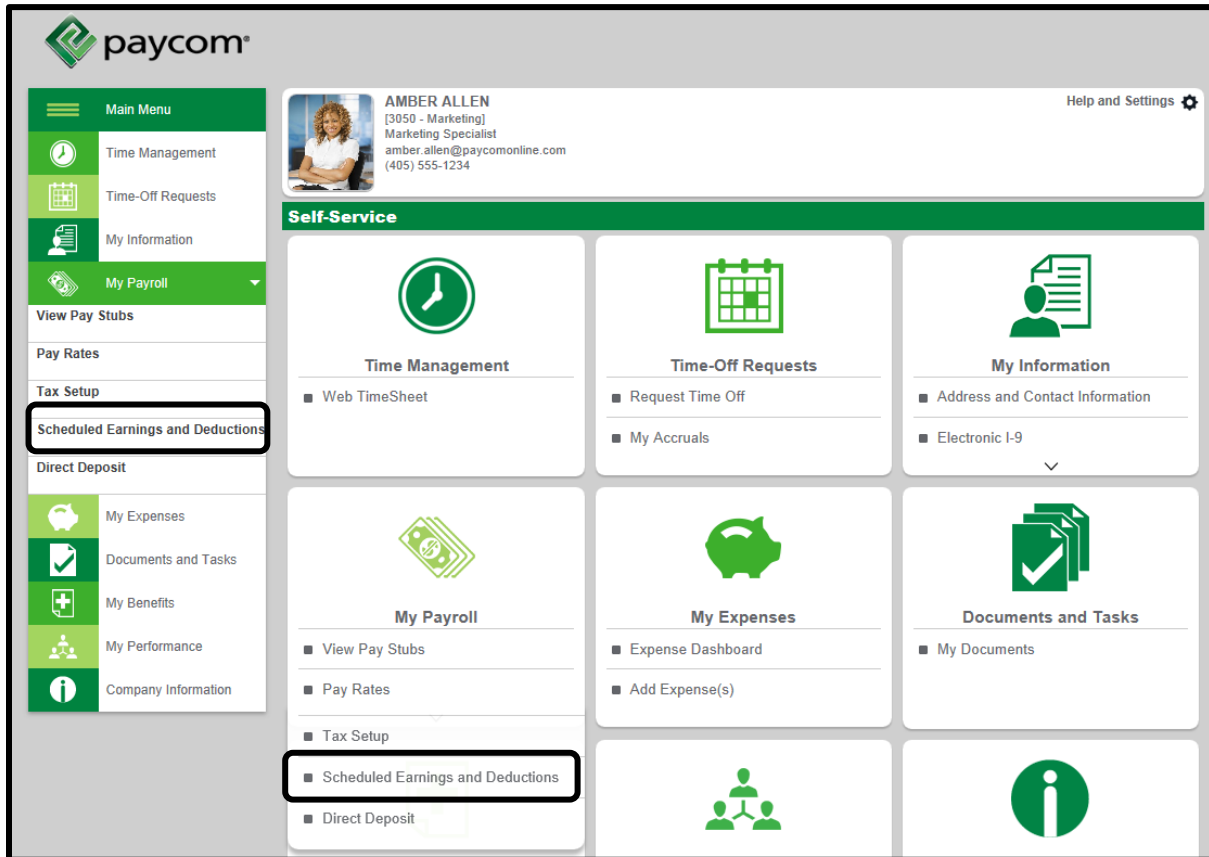 paycom®
Main Menu
Time Management
Time-Off Requests
My Information
My Payroll
View Pay Stubs
Pay Rates
Tax Setup
Scheduled Earnings and Deductions
Direct Deposit
My Expenses
Documents and Tasks
My Benefits
My Performance
Company Information
AMBER ALLEN
[3050 - Marketing]
Marketing Specialist
amber.allen@paycomonline.com
(405) 555-1234
Help and Settings
Self-Service
Time Management
Web TimeSheet
Time-Off Requests
Request Time Off
My Accruals
My Information
Address and Contact Information
Electronic I-9
My Payroll
View Pay Stubs
Pay Rates
Tax Setup
Scheduled Earnings and Deductions
Direct Deposit
My Expenses
Expense Dashboard
Add Expense(s)
Documents and Tasks
My Documents